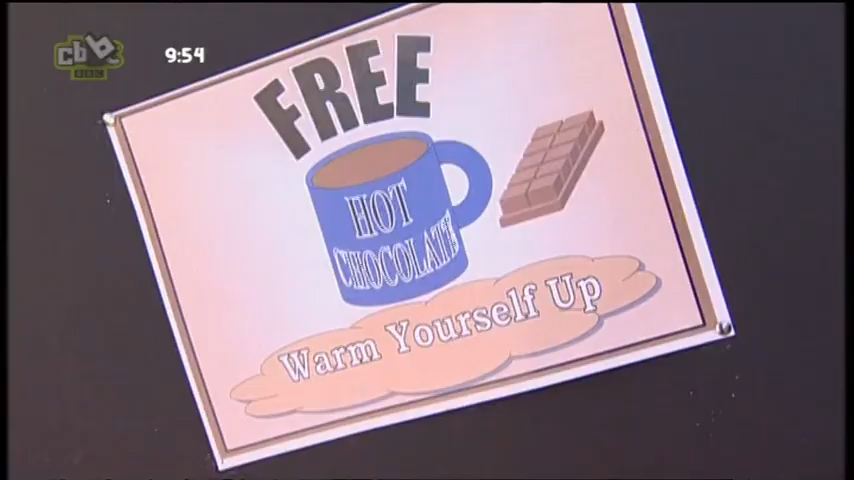 cbbc
BBC
9:54
FREE
HOT
CHOCOLATE
Warm Yourself Up